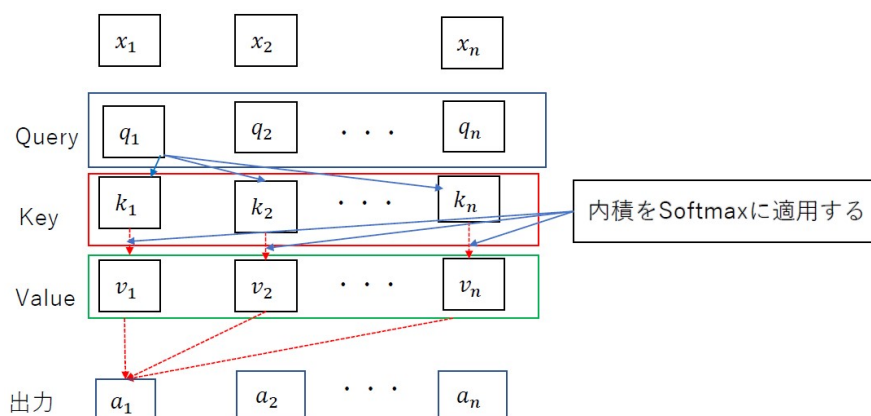 x₁ x₂ xₙ
Query q₁ q₂ ・・・ qₙ
Key k₁ k₂ ・・・ kₙ
内積をSoftmaxに適用する
Value v₁ v₂ ・・・ vₙ
出力 a₁ a₂ ・・・ aₙ